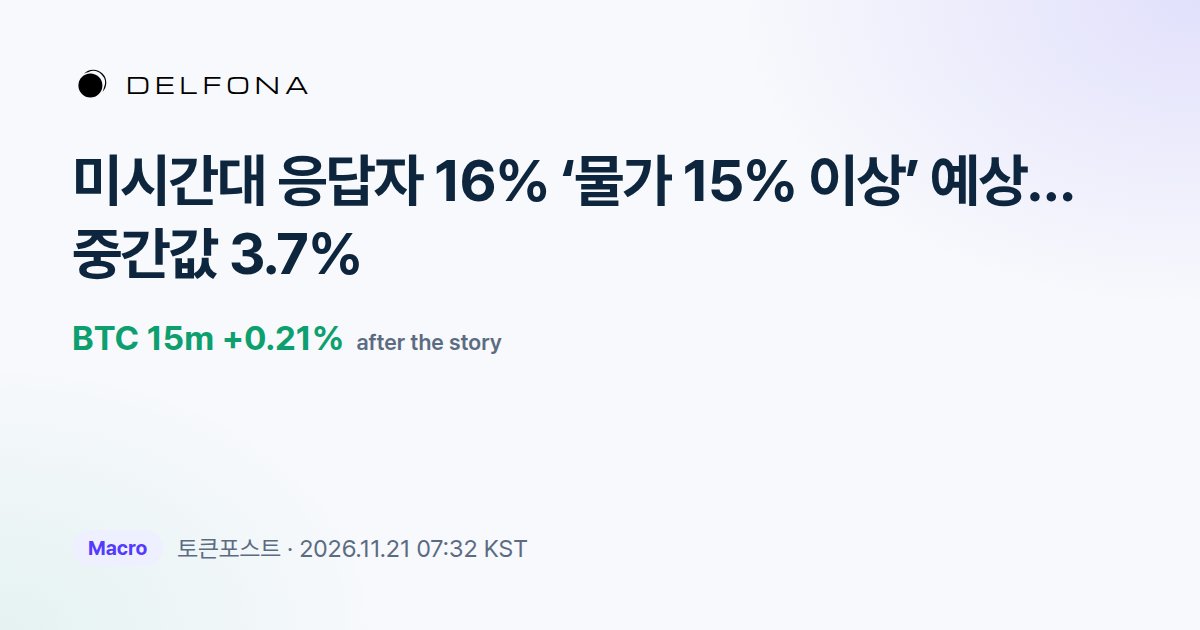 DELFONA
미시간대 응답자 16% ‘물가 15% 이상’ 예상…
중간값 3.7%
BTC 15m +0.21% after the story
Macro 토큰포스트 · 2026.11.21 07:32 KST